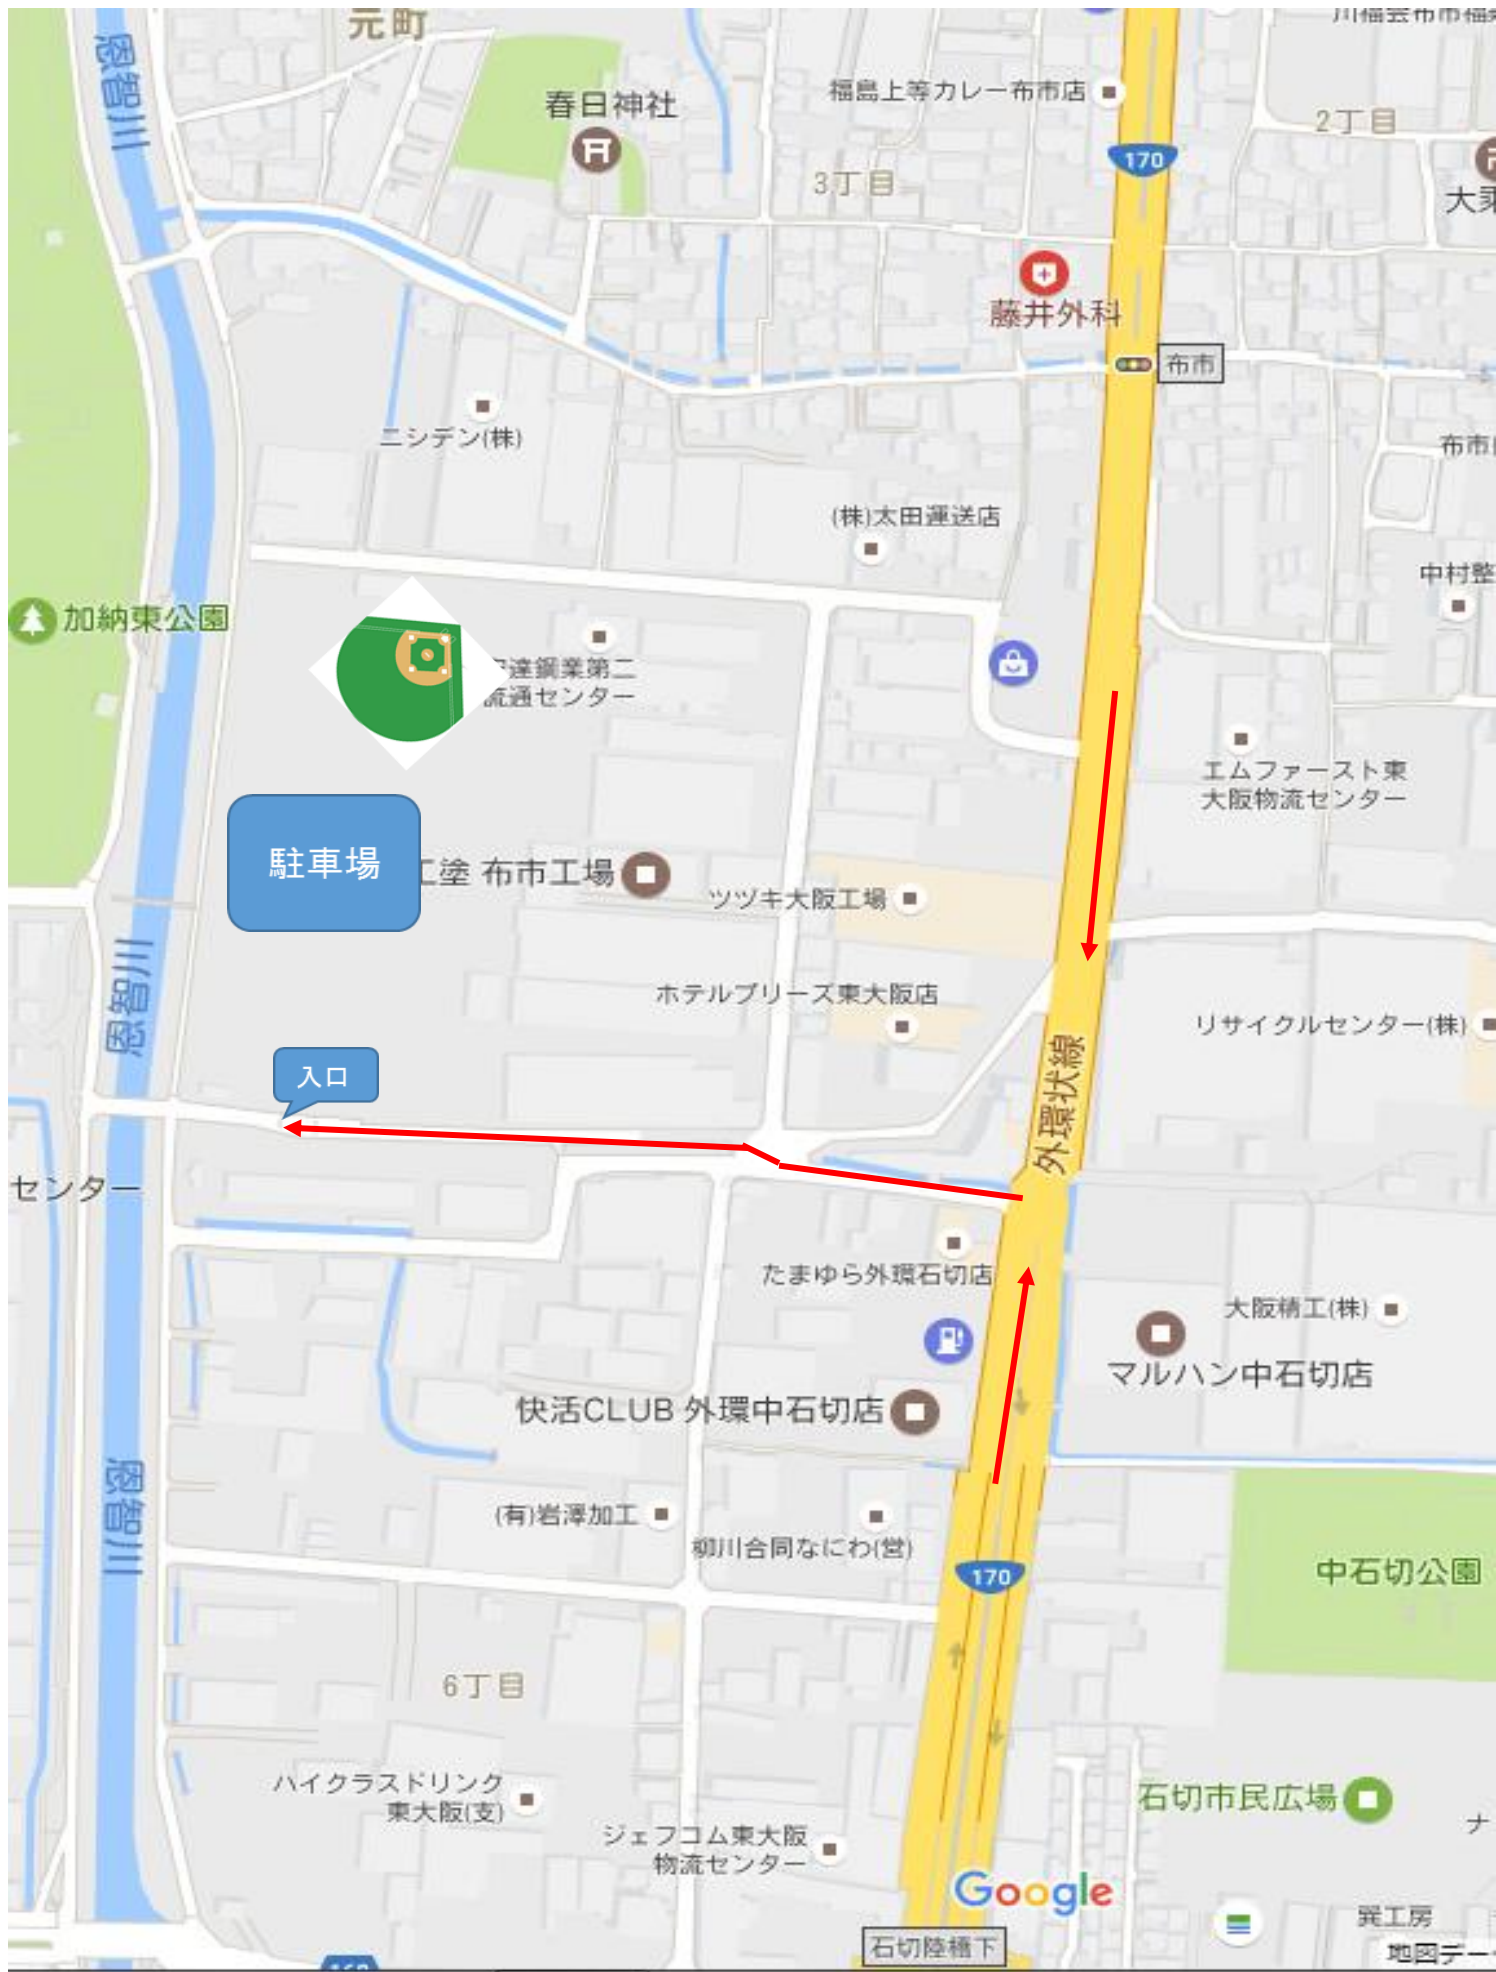 元町
恩智川
春日神社
福島上等カレー布市店
2丁目
170
3丁目
藤井外科
布市
ニシデン(株)
布市
(株)太田運送店
中村整
加納東公園
達鋼業第二
流通センター
エムファースト東
大阪物流センター
駐車場
工塗 布市工場
ツヅキ大阪工場
恩智川
ホテルブリーズ東大阪店
リサイクルセンター(株)
外環状線
入口
センター
たまゆら外環石切店
大阪精工(株)
マルハン中石切店
快活CLUB 外環中石切店
恩智川
(有)岩澤加工
柳川合同なにわ(営)
170
中石切公園
6丁目
ハイクラスドリンク
東大阪(支)
石切市民広場
ナ
ジェフコム東大阪
物流センター
Google
巽工房
石切陸橋下
地図デー